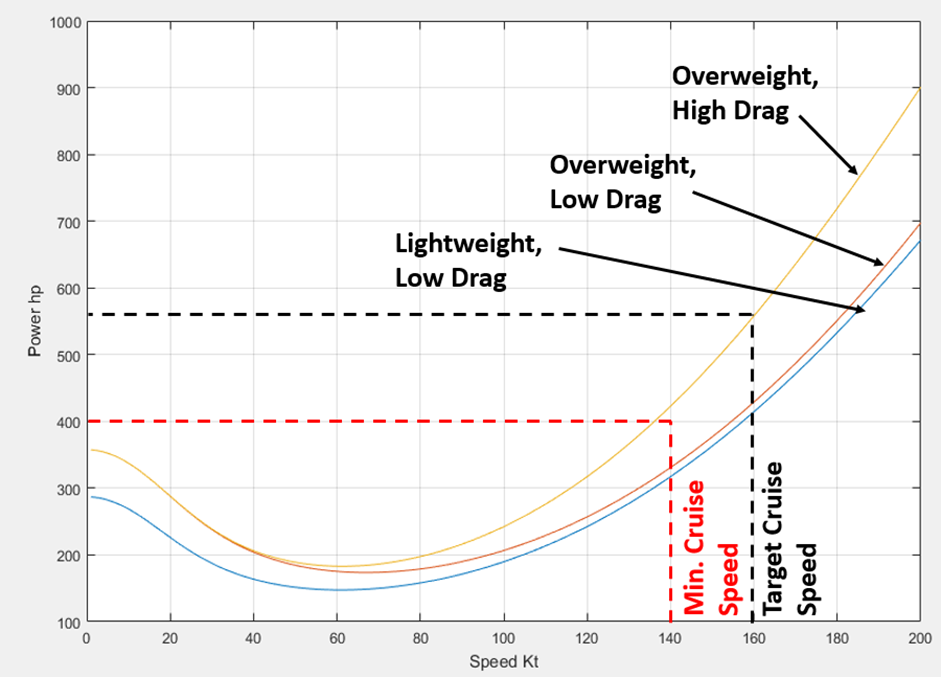 1000
900
800
700
600
500
400
300
200
100
Power hp
Overweight,
High Drag
Overweight,
Low Drag
Lightweight,
Low Drag
Min. Cruise
Speed
Target Cruise
Speed
0 20 40 60 80 100 120 140 160 180 200
Speed Kt